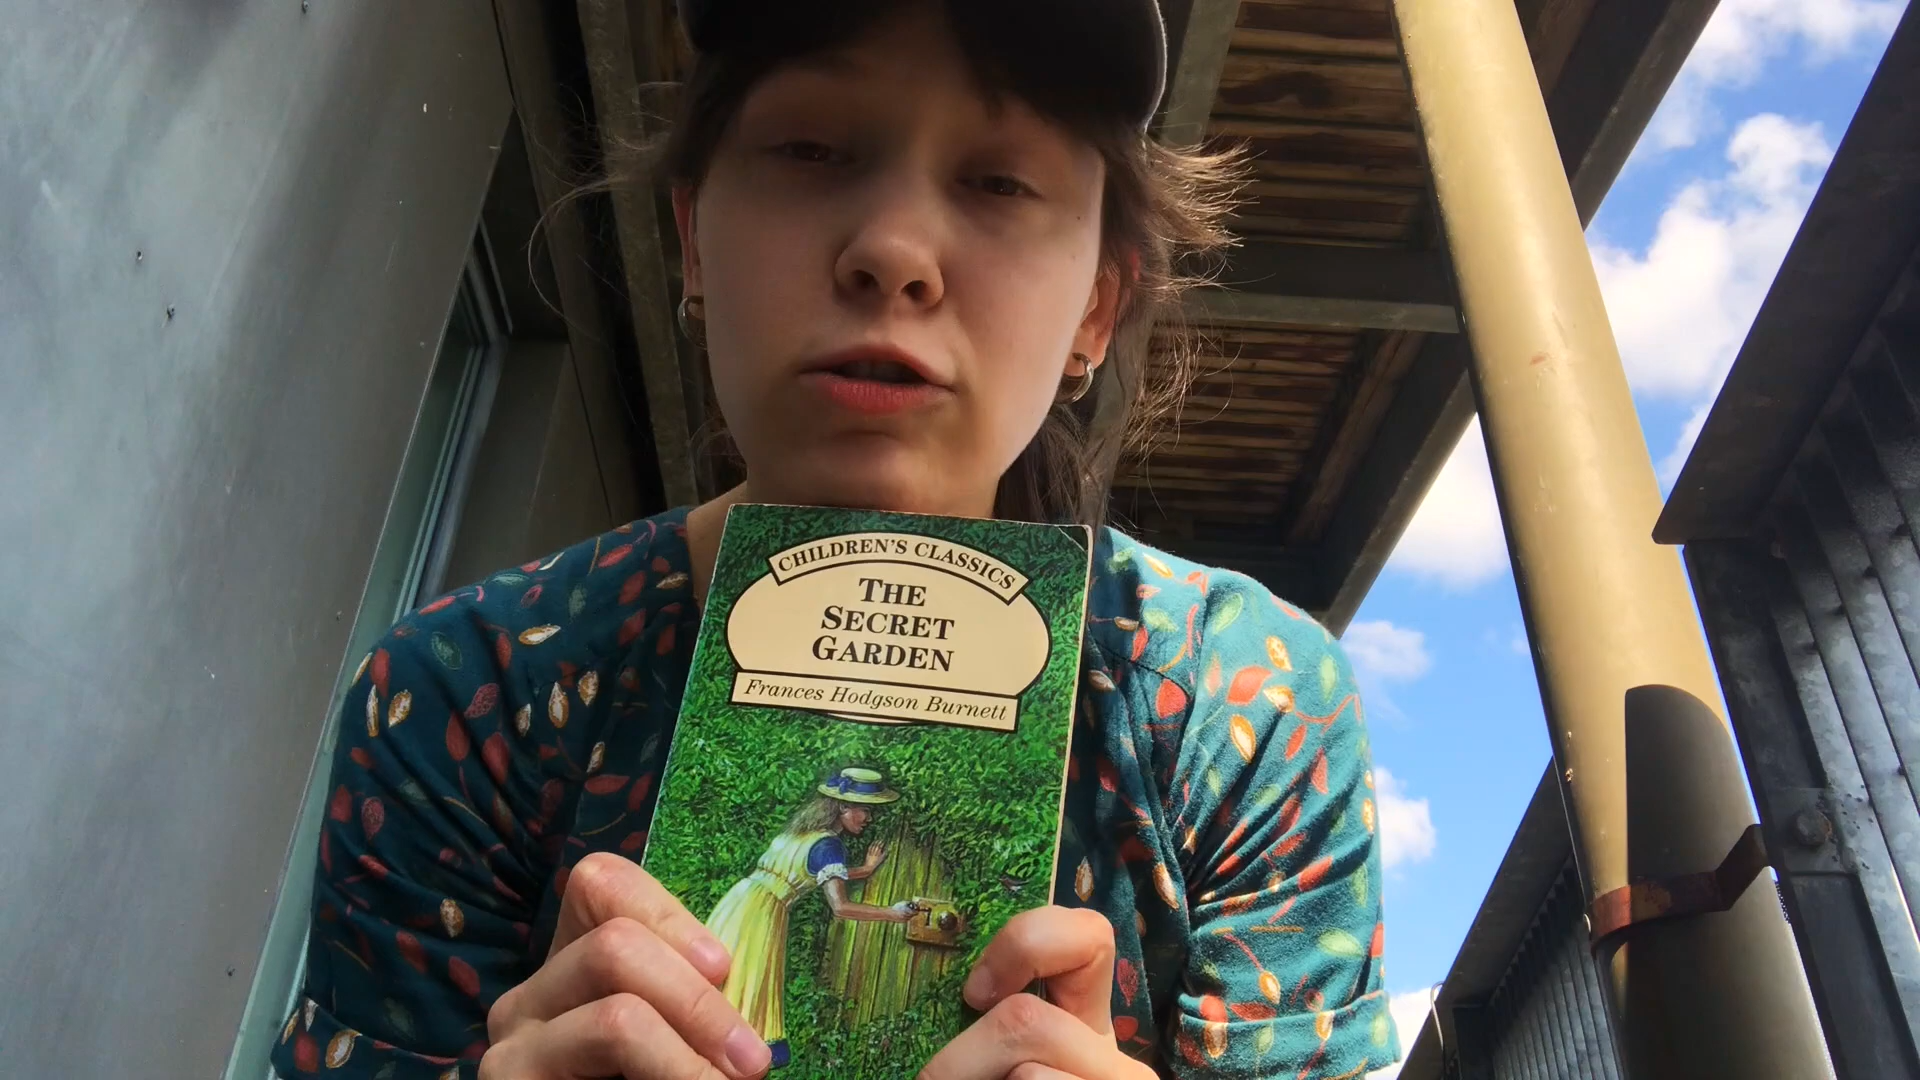 CHILDREN'S CLASSICS
THE
SECRET
GARDEN
Frances Hodgson Burnett